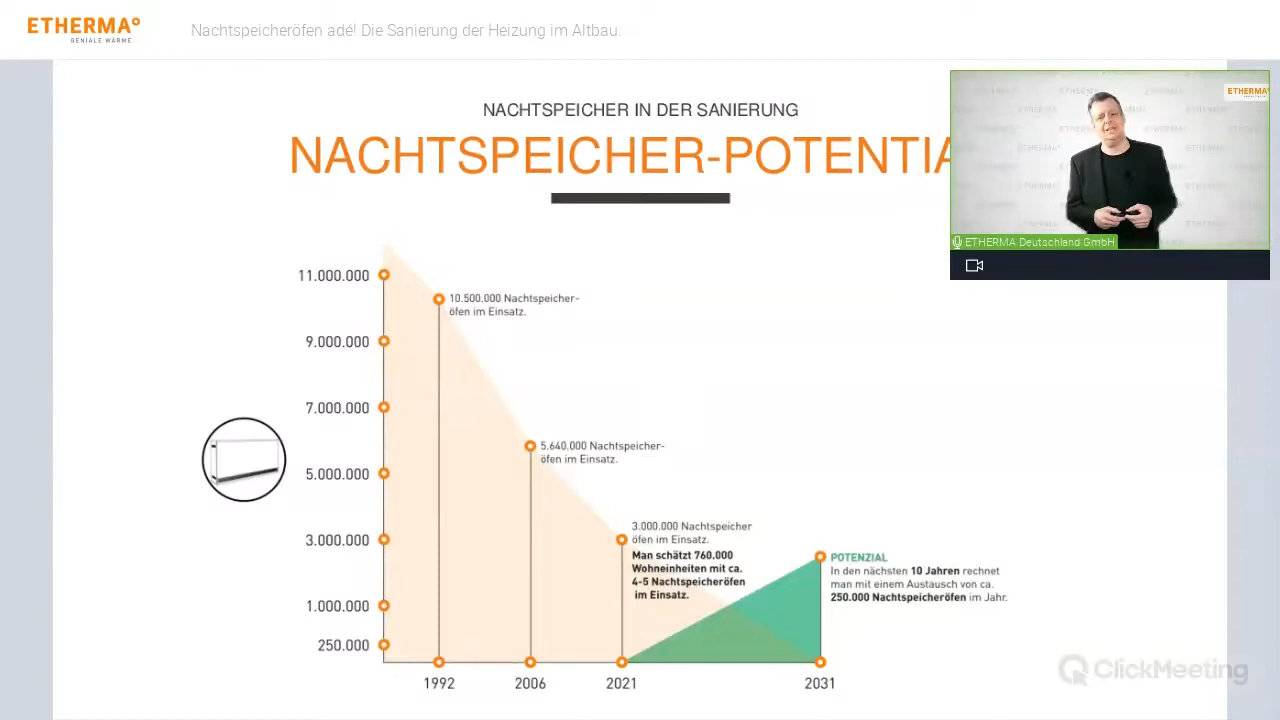 ETHERMA°
GENIALE WÄRME
Nachtspeicheröfen adé! Die Sanierung der Heizung im Altbau.
NACHTSPEICHER IN DER SANIERUNG
NACHTSPEICHER-POTENTIA
ETHERMA
ETHERMA Deutschland GmbH
11.000.000
9.000.000
7.000.000
5.000.000
3.000.000
1.000.000
250.000
10.500.000 Nachtspeicher-
öfen im Einsatz.
5.640.000 Nachtspeicher-
öfen im Einsatz.
3.000.000 Nachtspeicher
öfen im Einsatz.
Man schätzt 760.000
Wohneinheiten mit ca.
4-5 Nachtspeicheröfen
im Einsatz.
POTENZIAL
In den nächsten 10 Jahren rechnet
man mit einem Austausch von ca.
250.000 Nachtspeicheröfen im Jahr.
1992
2006
2021
2031
ClickMeeting